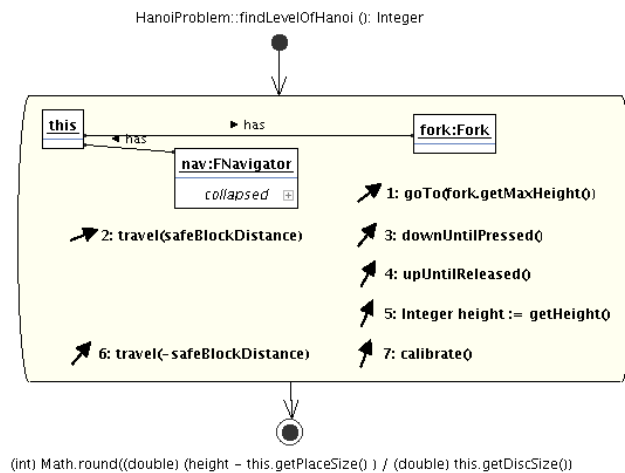 HanoiProblem::findLevelOfHanoi (): Integer
this
► has
fork:Fork
◄ has
nav:FNavigator
collapsed
1: goTo(fork.getMaxHeight()
2: travel(safeBlockDistance)
3: downUntilPressed()
4: upUntilReleased()
5: Integer height := getHeight()
6: travel(-safeBlockDistance)
7: calibrate()
(int) Math.round((double) (height - this.getPlaceSize() ) / (double) this.getDiscSize())